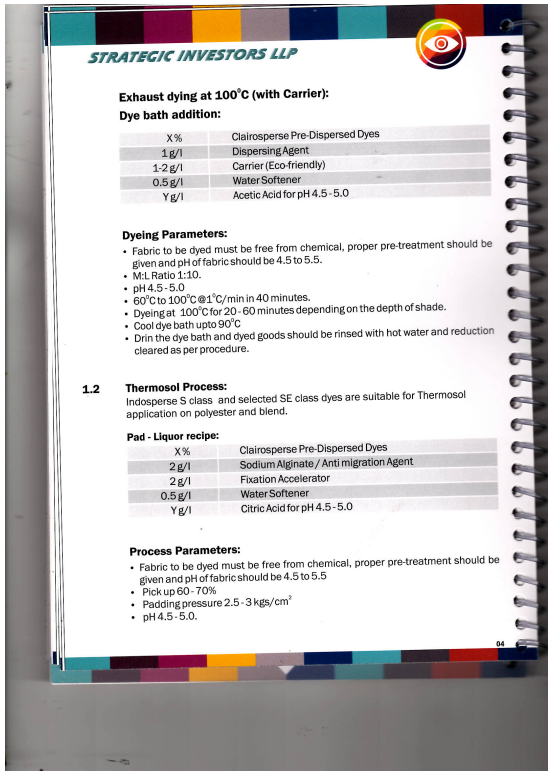 STRATEGIC INVESTORS LLP
Exhaust dying at 100°C (with Carrier):
Dye bath addition:
X % Clairosperse Pre-Dispersed Dyes
1 g/l Dispersing Agent
1-2 g/l Carrier (Eco-friendly)
0.5 g/l Water Softener
Y g/l Acetic Acid for pH 4.5 - 5.0
Dyeing Parameters:
• Fabric to be dyed must be free from chemical, proper pre-treatment should be
given and pH of fabric should be 4.5 to 5.5.
• M:L Ratio 1:10.
• pH 4.5 - 5.0
• 60°C to 100°C @1°C/min in 40 minutes.
• Dyeing at 100°C for 20 - 60 minutes depending on the depth of shade.
• Cool dye bath upto 90°C
• Drin the dye bath and dyed goods should be rinsed with hot water and reduction
cleared as per procedure.
1.2 Thermosol Process:
Indosperse S class and selected SE class dyes are suitable for Thermosol
application on polyester and blend.
Pad - Liquor recipe:
X % Clairosperse Pre-Dispersed Dyes
2 g/l Sodium Alginate / Anti migration Agent
2 g/l Fixation Accelerator
0.5 g/l Water Softener
Y g/l Citric Acid for pH 4.5 - 5.0
Process Parameters:
• Fabric to be dyed must be free from chemical, proper pre-treatment should be
given and pH of fabric should be 4.5 to 5.5
• Pick up 60 - 70%
• Padding pressure 2.5 - 3 kgs/cm²
• pH 4.5 - 5.0.
04